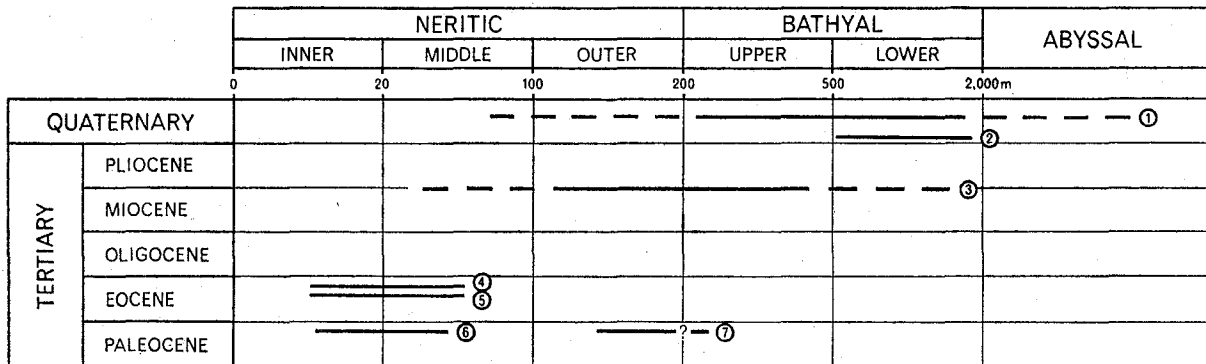 NERITIC BATHYAL ABYSSAL
INNER MIDDLE OUTER UPPER LOWER
0 20 100 200 500 2,000m
QUATERNARY ①
②
TERTIARY
PLIOCENE
③
MIOCENE
OLIGOCENE
④
EOCENE ⑤
⑥ ? ⑦
PALEOCENE